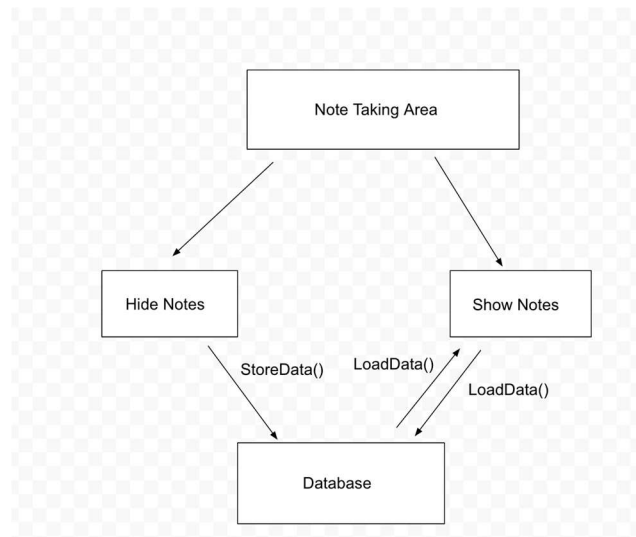 Note Taking Area
Hide Notes
Show Notes
StoreData()
LoadData()
LoadData()
Database